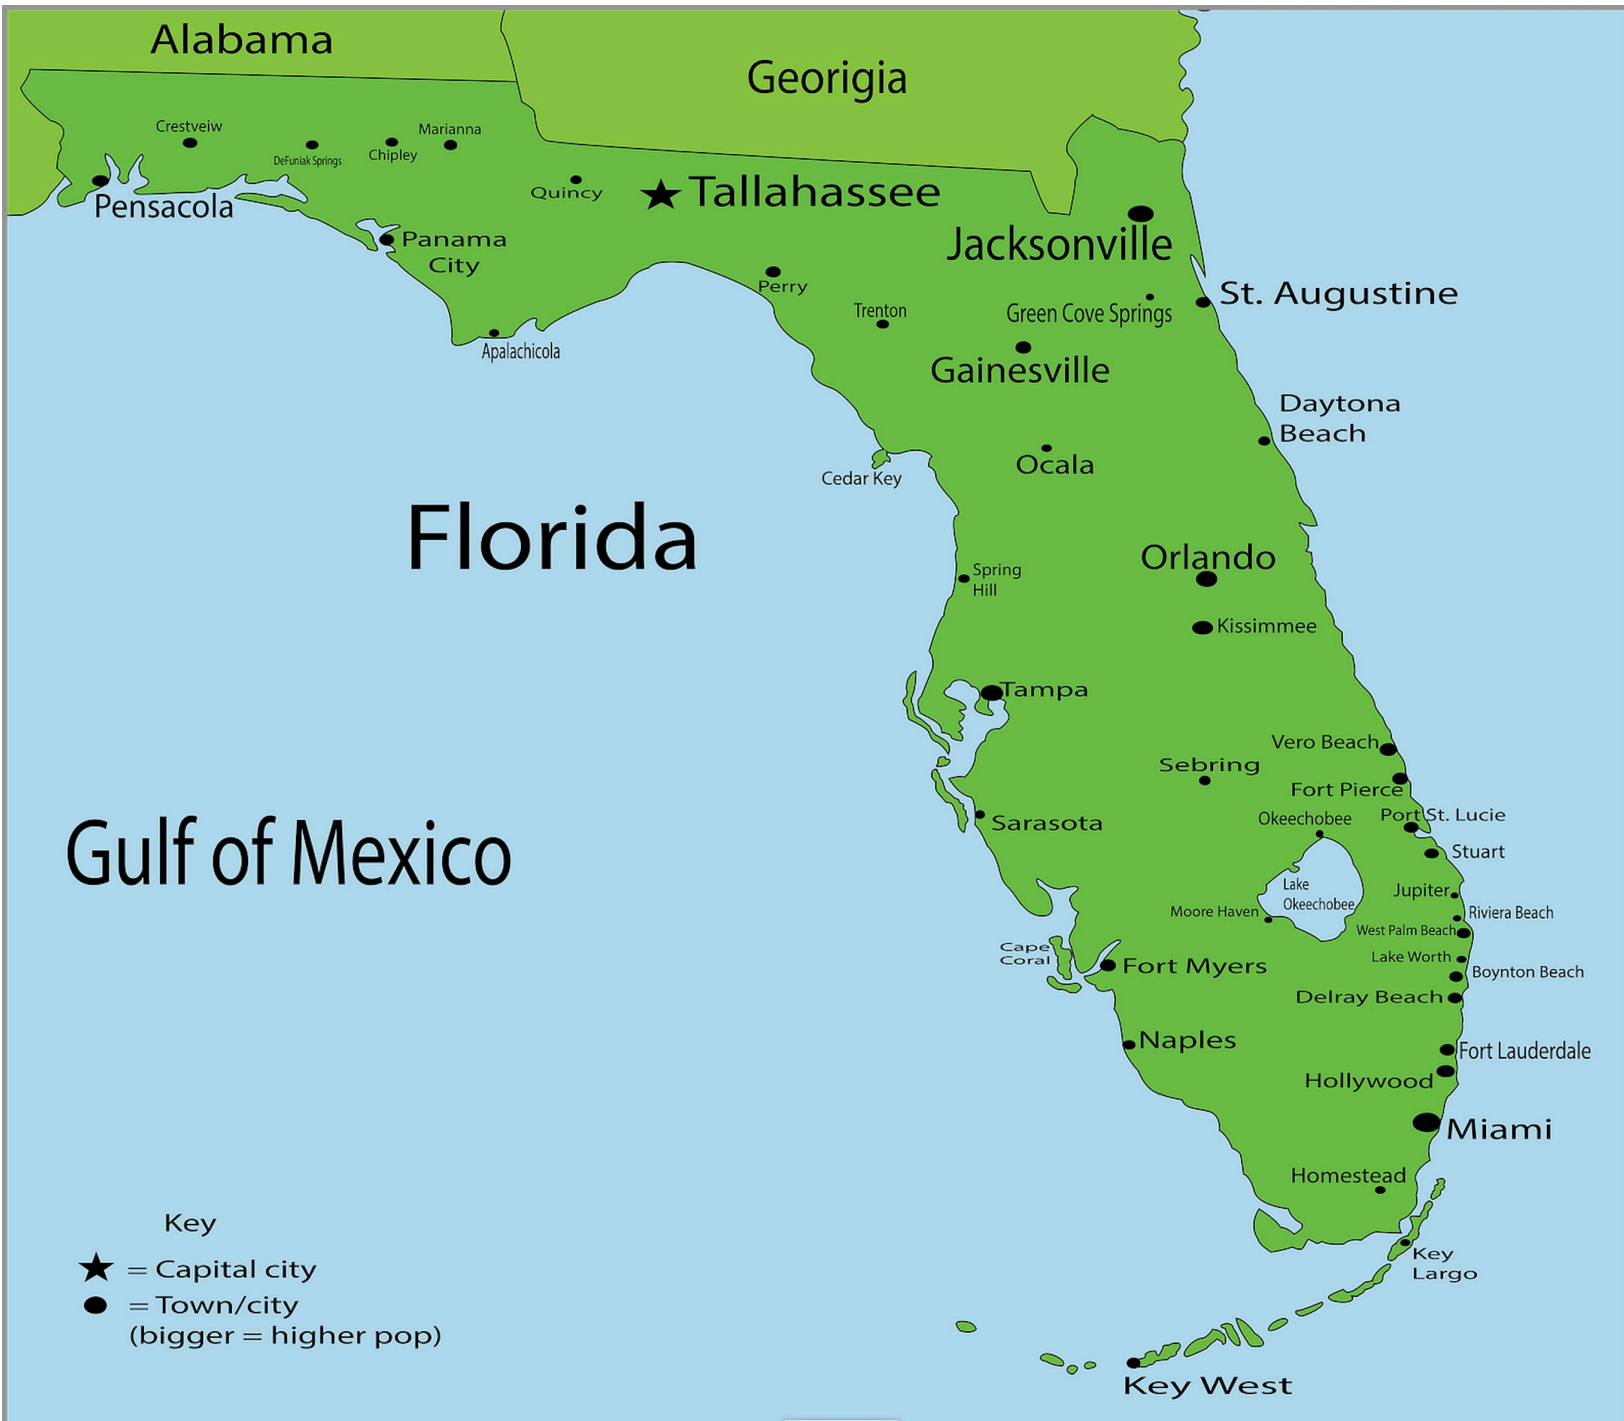 Alabama
Georigia
Crestveiw
DeFuniak Springs
Chipley
Marianna
Pensacola
Quincy
Tallahassee
Jacksonville
Panama
City
Perry
St. Augustine
Trenton
Green Cove Springs
Apalachicola
Gainesville
Daytona
Beach
Ocala
Cedar Key
Florida
Orlando
Spring
Hill
Kissimmee
Tampa
Vero Beach
Sebring
Fort Pierce
Okeechobee
Port St. Lucie
Sarasota
Gulf of Mexico
Stuart
Lake
Okeechobee
Jupiter
Moore Haven
Riviera Beach
West Palm Beach
Cape
Coral
Lake Worth
Fort Myers
Boynton Beach
Delray Beach
Naples
Fort Lauderdale
Hollywood
Miami
Homestead
Key
Largo
Key West
Key
= Capital city
= Town/city
(bigger = higher pop)